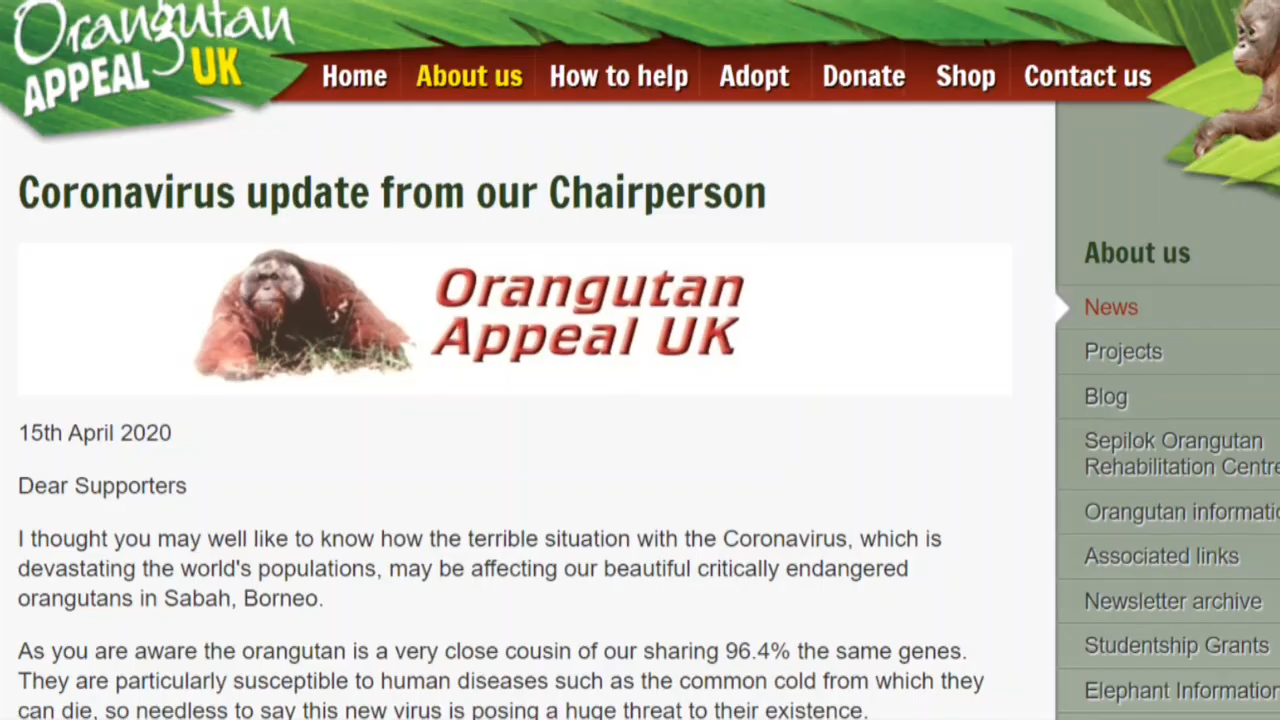 Orangutan
APPEAL UK
Home About us How to help Adopt Donate Shop Contact us
Coronavirus update from our Chairperson
Orangutan
Appeal UK
15th April 2020
Dear Supporters
I thought you may well like to know how the terrible situation with the Coronavirus, which is
devastating the world's populations, may be affecting our beautiful critically endangered
orangutans in Sabah, Borneo.
As you are aware the orangutan is a very close cousin of our sharing 96.4% the same genes.
They are particularly susceptible to human diseases such as the common cold from which they
can die, so needless to say this new virus is posing a huge threat to their existence.
About us
News
Projects
Blog
Sepilok Orangutan
Rehabilitation Centre
Orangutan informatio
Associated links
Newsletter archive
Studentship Grants
Elephant Information